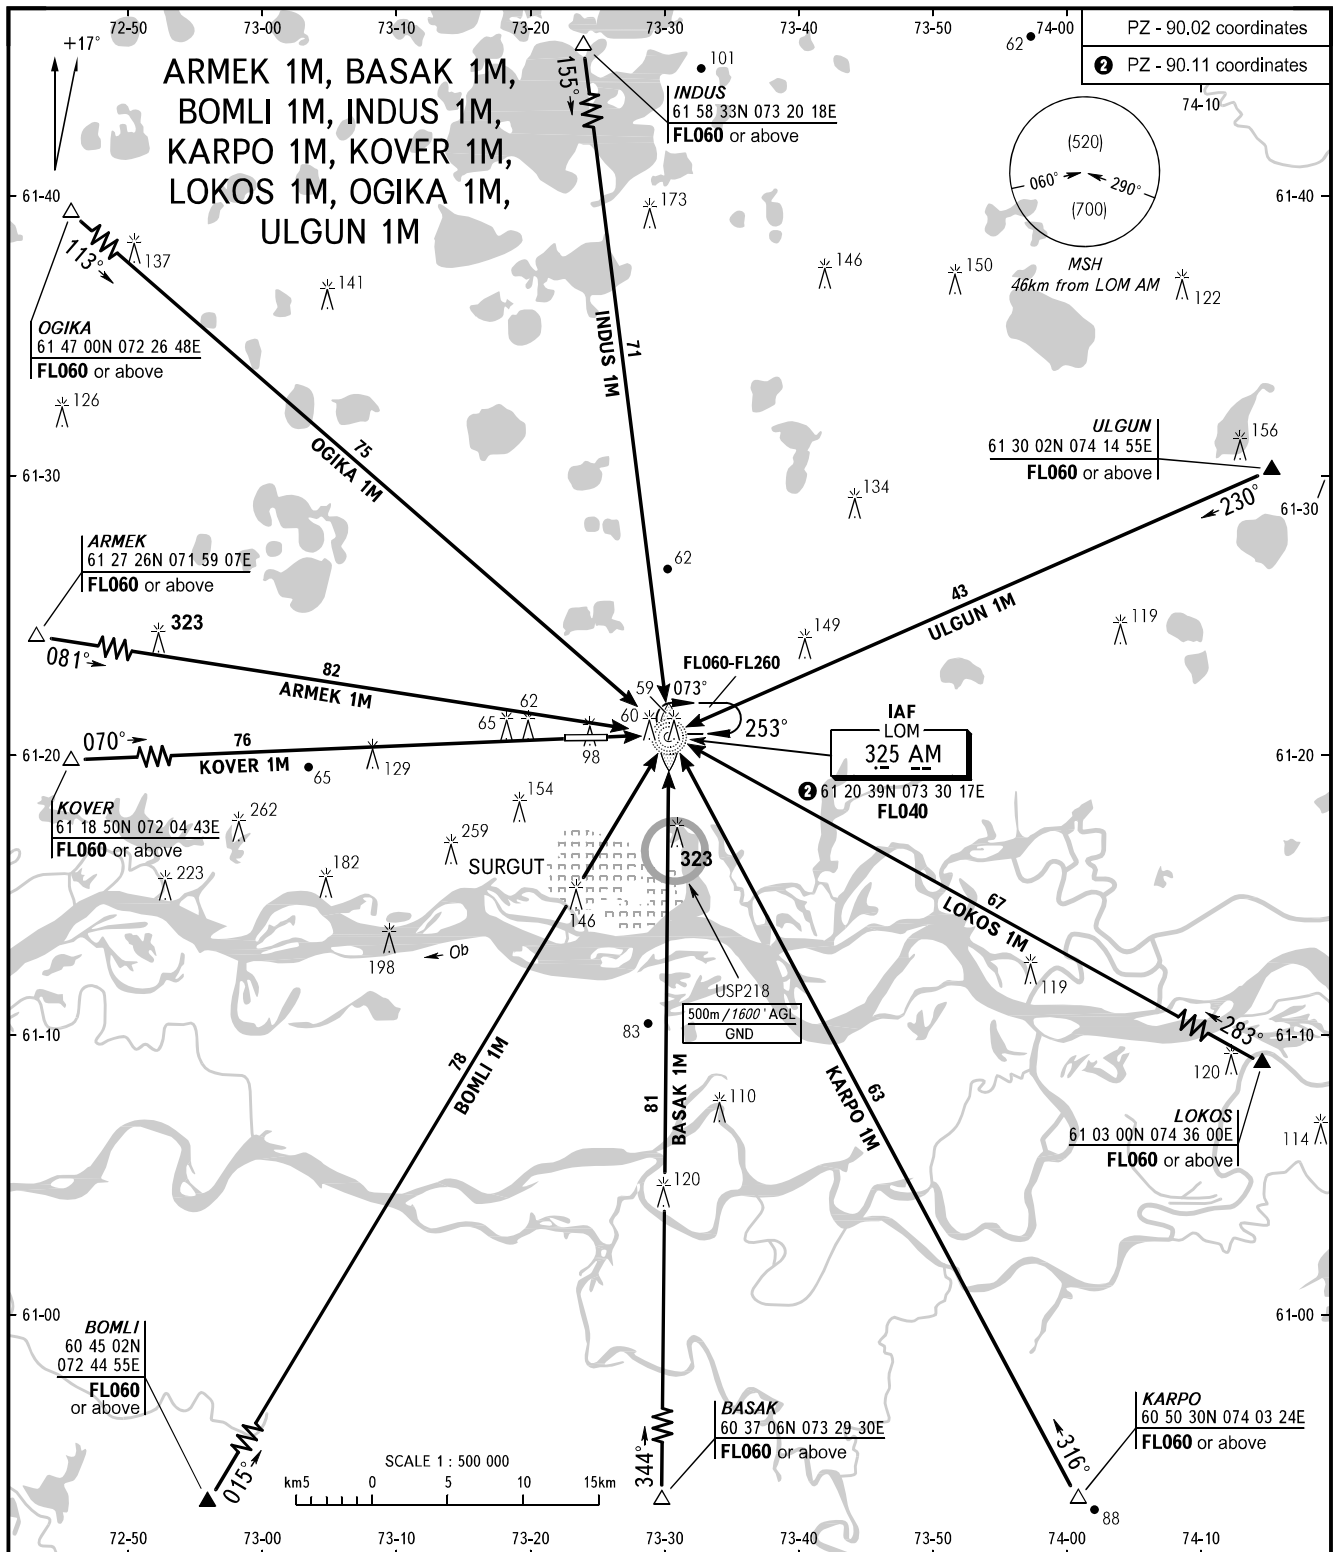 72-50
73-00
73-10
73-20
73-30
73-40
73-50
74-00
PZ - 90.02 coordinates
2 PZ - 90.11 coordinates
74-10
+17°
ARMEK 1M, BASAK 1M,
BOMLI 1M, INDUS 1M,
KARPO 1M, KOVER 1M,
LOKOS 1M, OGIKA 1M,
ULGUN 1M
155°
INDUS
61 58 33N 073 20 18E
FL060 or above
101
62
(520)
060°
290°
(700)
MSH
46km from LOM AM
61-40
61-40
173
113°
137
141
146
150
122
OGIKA
61 47 00N 072 26 48E
FL060 or above
71
INDUS 1M
126
75
OGIKA 1M
ULGUN
61 30 02N 074 14 55E
FL060 or above
156
61-30
61-30
230°
134
ARMEK
61 27 26N 071 59 07E
FL060 or above
62
43
ULGUN 1M
323
081°
149
119
82
ARMEK 1M
FL060-FL260
59
073°
62
65
60
253°
070°
76
KOVER 1M
98
129
65
IAF
LOM
325 AM
2 61 20 39N 073 30 17E
FL040
61-20
61-20
KOVER
61 18 50N 072 04 43E
FL060 or above
262
154
259
SURGUT
323
223
182
146
198
Ob
67
LOKOS 1M
119
USP218
500m / 1600' AGL
GND
83
61-10
61-10
283°
120
78
BOMLI 1M
81
BASAK 1M
110
63
KARPO 1M
LOKOS
61 03 00N 074 36 00E
FL060 or above
114
120
61-00
61-00
BOMLI
60 45 02N
072 44 55E
FL060
or above
015°
SCALE 1 : 500 000
km5
0
5
10
15km
344°
BASAK
60 37 06N 073 29 30E
FL060 or above
316°
KARPO
60 50 30N 074 03 24E
FL060 or above
88
72-50
73-00
73-10
73-20
73-30
73-40
73-50
74-00
74-10